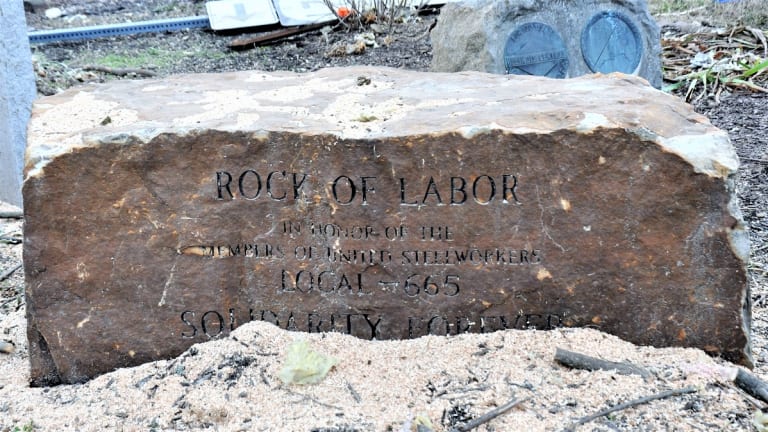 ROCK OF LABOR
IN HONOR OF THE
MEMBERS OF UNITED STEELWORKERS
LOCAL - 665
SOLIDARITY FOREVER